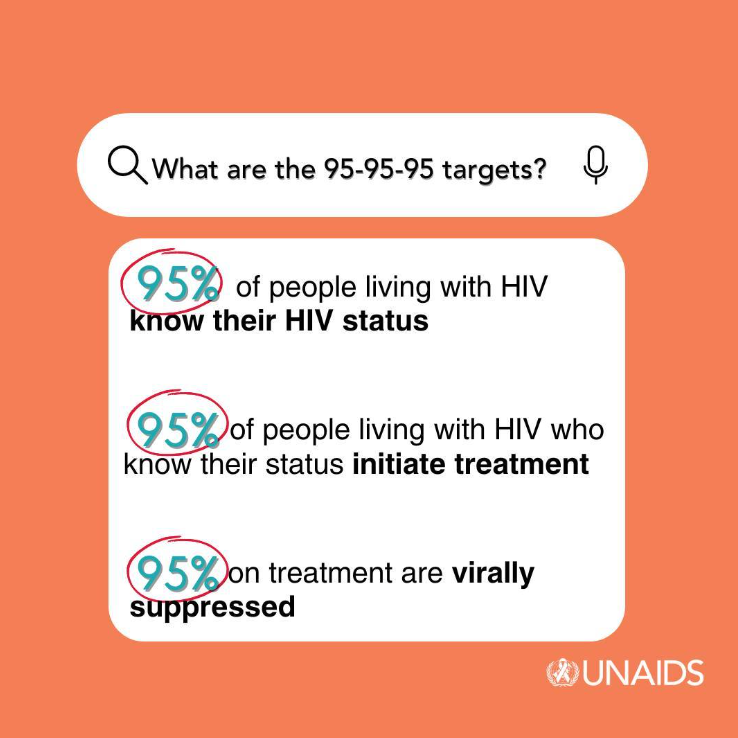 What are the 95-95-95 targets?
95% of people living with HIV
know their HIV status
95% of people living with HIV who
know their status initiate treatment
95% on treatment are virally
suppressed
UNAIDS